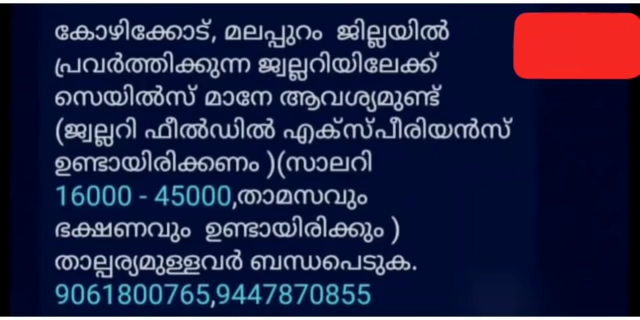 കോഴിക്കോട്, മലപ്പുറം ജില്ലയിൽ
പ്രവർത്തിക്കുന്ന ജ്വല്ലറിയിലേക്ക്
സെയിൽസ് മാനേ ആവശ്യമുണ്ട്
(ജ്വല്ലറി ഫീൽഡിൽ എക്സ്പീരിയൻസ്
ഉണ്ടായിരിക്കണം )(സാലറി
16000 - 45000,താമസവും
ഭക്ഷണവും ഉണ്ടായിരിക്കും )
താല്പര്യമുള്ളവർ ബന്ധപെടുക.
9061800765,9447870855